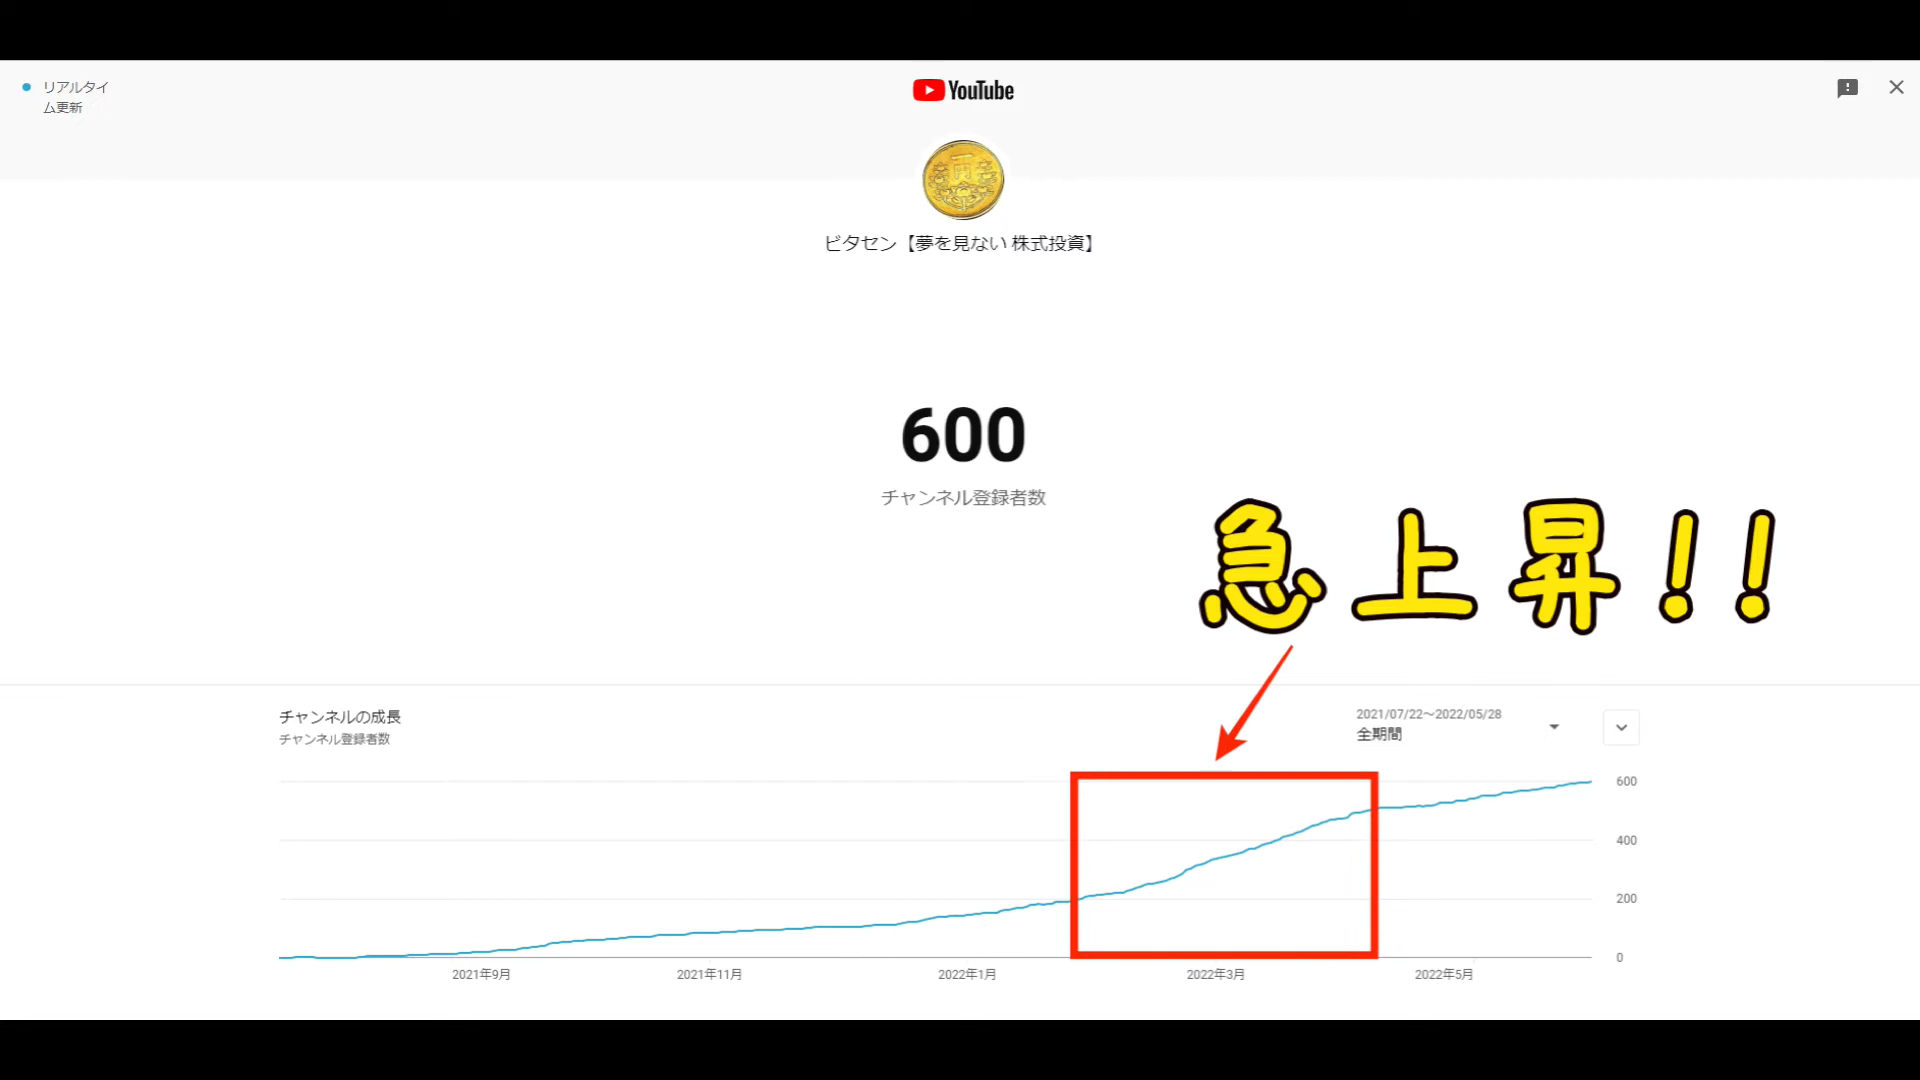 リアルタイ
ム更新
YouTube
ビタセン【夢を見ない 株式投資】
600
チャンネル登録者数
急上昇!!
チャンネルの成長
チャンネル登録者数
2021/07/22～2022/05/28
全期間
600
400
200
0
2021年9月
2021年11月
2022年1月
2022年3月
2022年5月